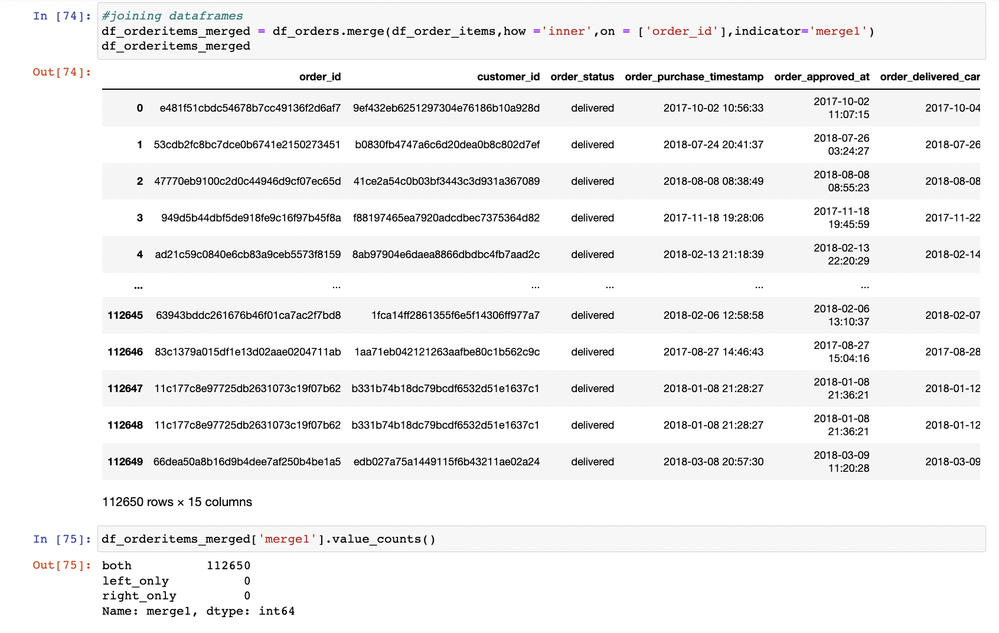 In [74]: #joining dataframes
df_orderitems_merged = df_orders.merge(df_order_items,how ='inner',on = ['order_id'],indicator='merge1')
df_orderitems_merged
Out[74]:
order_id customer_id order_status order_purchase_timestamp order_approved_at order_delivered_car
0 e481f51cbdc54678b7cc49136f2d6af7 9ef432eb6251297304e76186b10a928d delivered 2017-10-02 10:56:33 2017-10-02 11:07:15 2017-10-04
1 53cdb2fc8bc7dce0b6741e2150273451 b0830fb4747a6c6d20dea0b8c802d7ef delivered 2018-07-24 20:41:37 2018-07-26 03:24:27 2018-07-26
2 47770eb9100c2d0c44946d9cf07ec65d 41ce2a54c0b03bf3443c3d931a367089 delivered 2018-08-08 08:38:49 2018-08-08 08:55:23 2018-08-08
3 949d5b44dbf5de918fe9c16f97b45f8a f88197465ea7920adcdbec7375364d82 delivered 2017-11-18 19:28:06 2017-11-18 19:45:59 2017-11-22
4 ad21c59c0840e6cb83a9ceb5573f8159 8ab97904e6daea8866dbdbc4fb7aad2c delivered 2018-02-13 21:18:39 2018-02-13 22:20:29 2018-02-14
... ... ... ... ... ...
112645 63943bddc261676b46f01ca7ac2f7bd8 1fca14ff2861355f6e5f14306ff977a7 delivered 2018-02-06 12:58:58 2018-02-06 13:10:37 2018-02-07
112646 83c1379a015df1e13d02aae0204711ab 1aa71eb042121263aafbe80c1b562c9c delivered 2017-08-27 14:46:43 2017-08-27 15:04:16 2017-08-28
112647 11c177c8e97725db2631073c19f07b62 b331b74b18dc79bcdf6532d51e1637c1 delivered 2018-01-08 21:28:27 2018-01-08 21:36:21 2018-01-12
112648 11c177c8e97725db2631073c19f07b62 b331b74b18dc79bcdf6532d51e1637c1 delivered 2018-01-08 21:28:27 2018-01-08 21:36:21 2018-01-12
112649 66dea50a8b16d9b4dee7af250b4be1a5 edb027a75a1449115f6b43211ae02a24 delivered 2018-03-08 20:57:30 2018-03-09 11:20:28 2018-03-09
112650 rows × 15 columns
In [75]: df_orderitems_merged['merge1'].value_counts()
Out[75]: both 112650
left_only 0
right_only 0
Name: merge1, dtype: int64